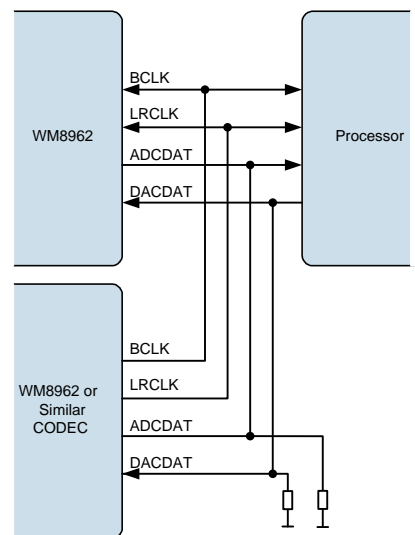 BCLK
LRCLK
WM8962
Processor
ADCDAT
DACDAT
BCLK
LRCLK
WM8962 or
Similar
CODEC
ADCDAT
DACDAT